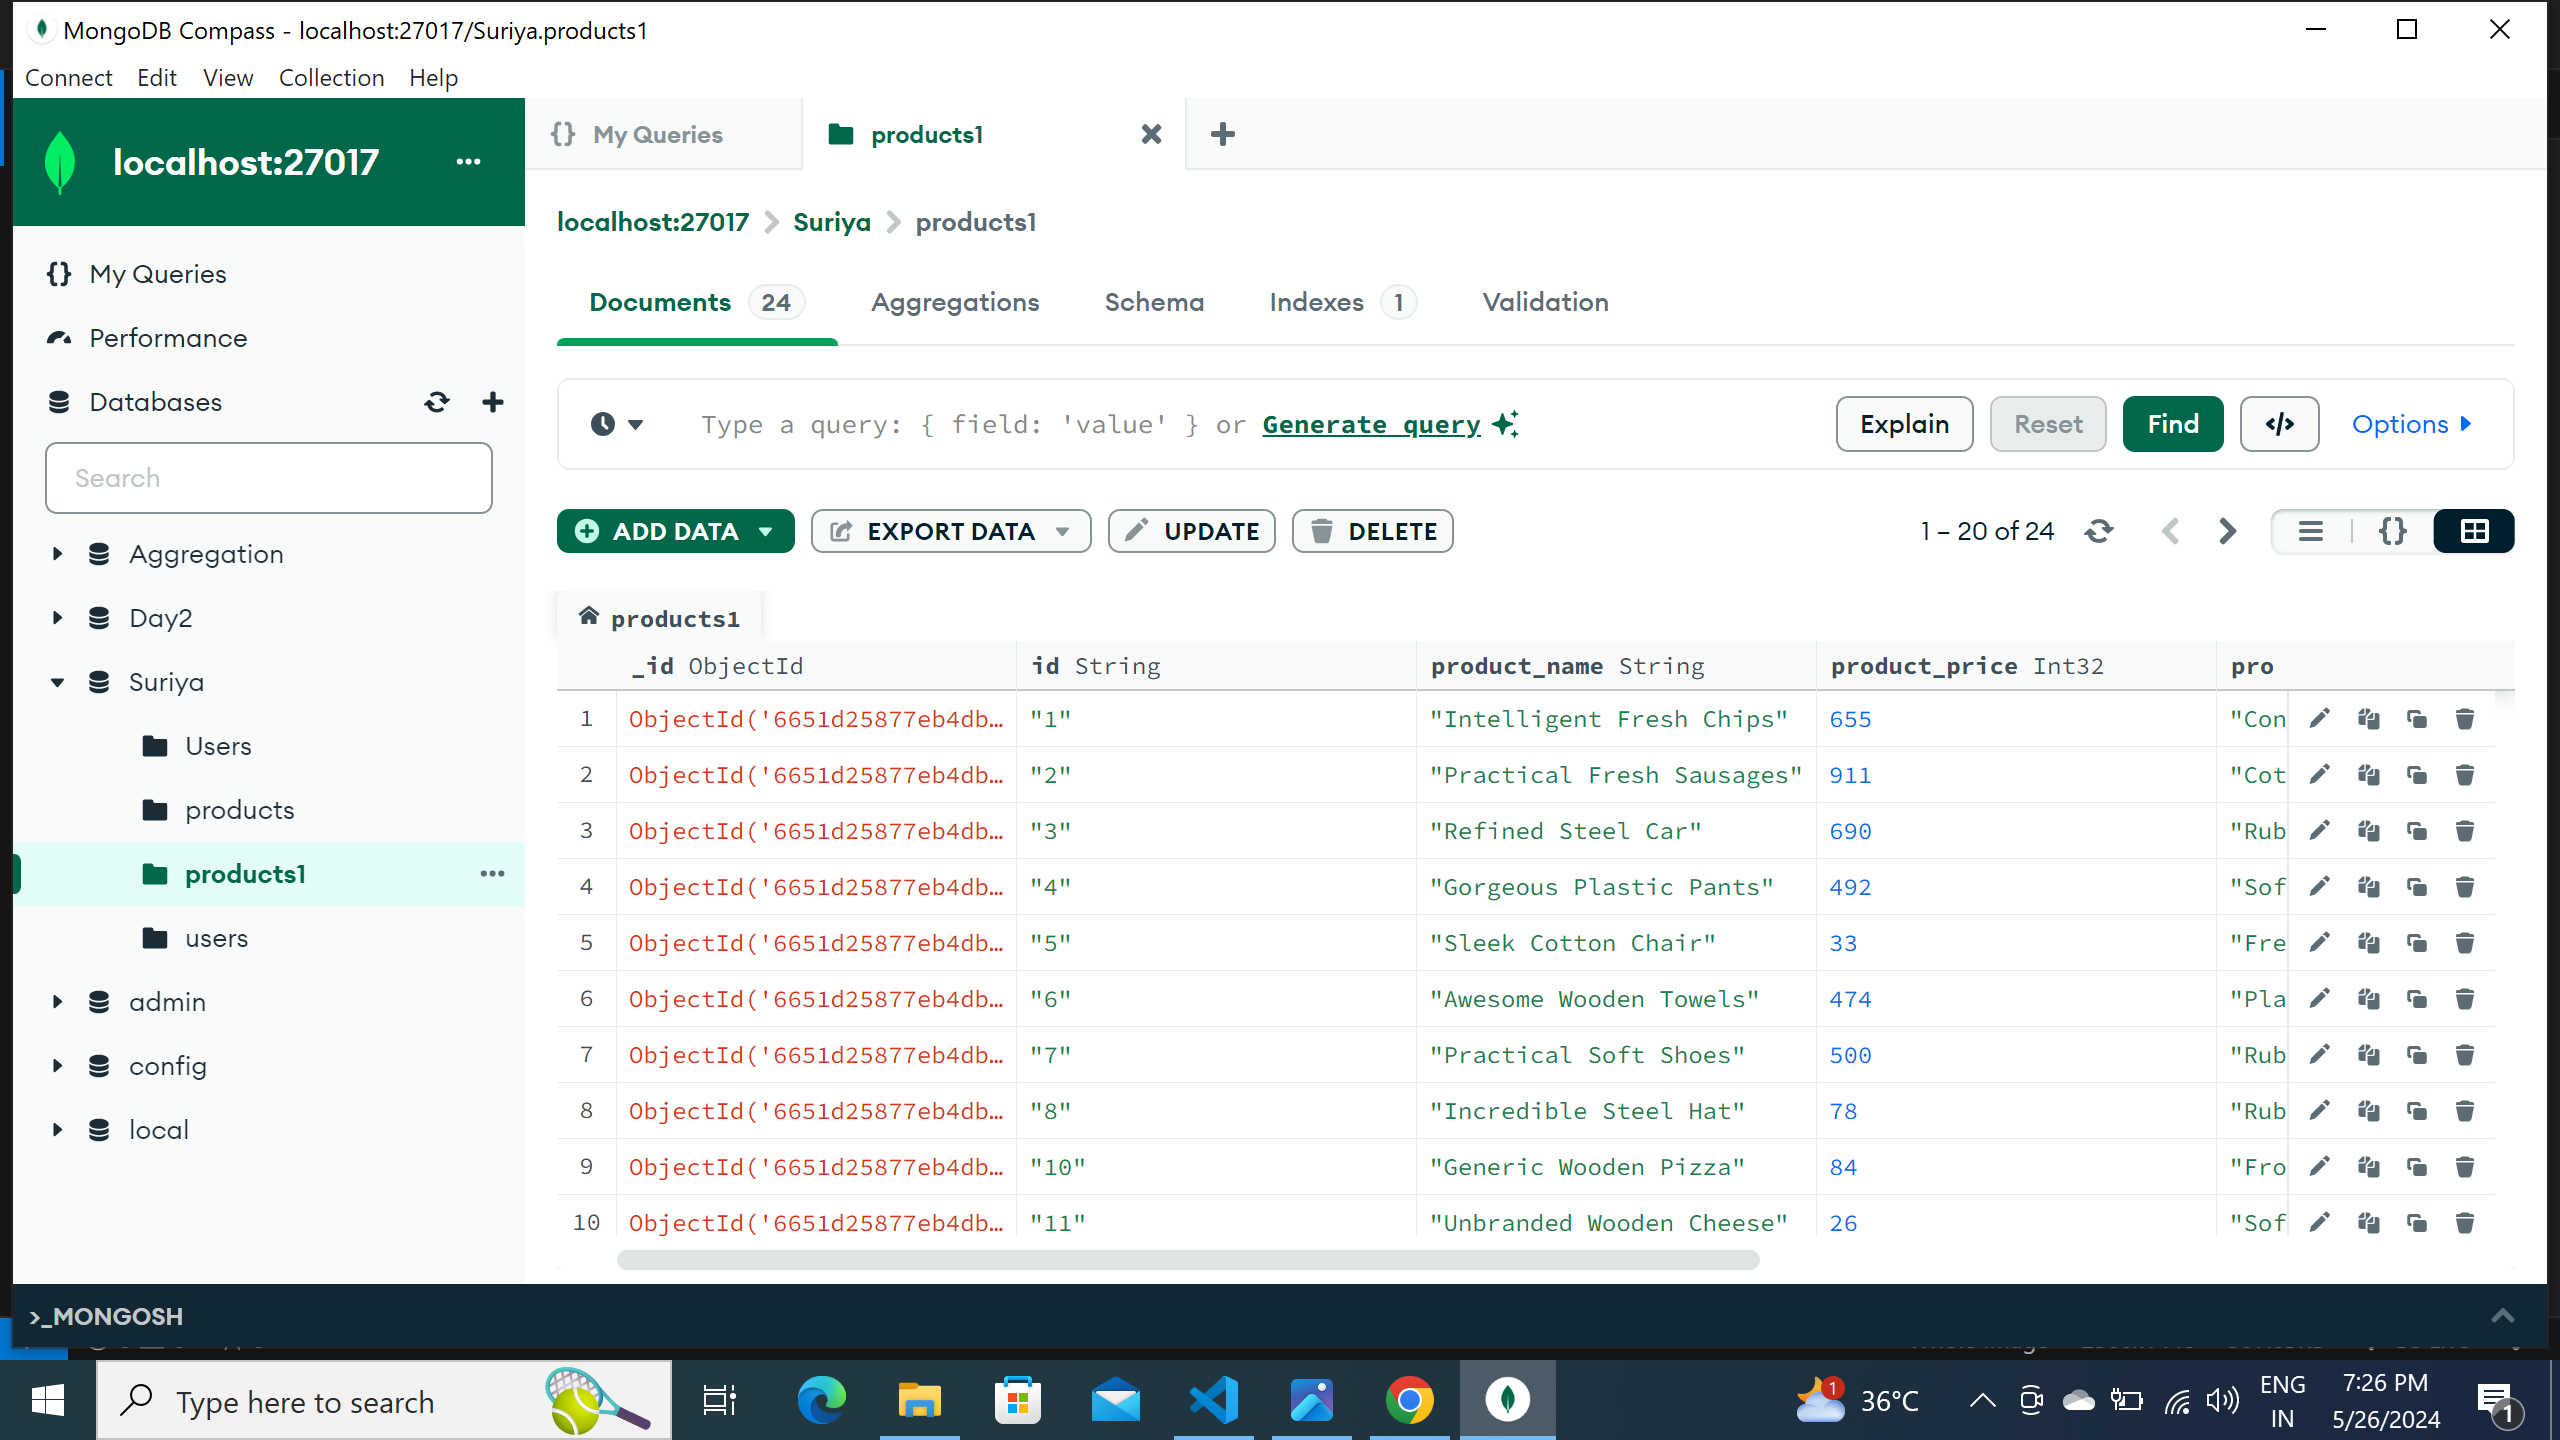 MongoDB Compass - localhost:27017/Suriya.products1
Connect Edit View Collection Help
localhost:27017
My Queries
Performance
Databases
Search
Aggregation
Day2
Suriya
Users
products
products1
users
admin
config
local
{} My Queries
products1
localhost:27017 > Suriya > products1
Documents 24 Aggregations Schema Indexes 1 Validation
Type a query: { field: 'value' } or Generate query
Explain Reset Find </> Options
ADD DATA EXPORT DATA UPDATE DELETE 1 – 20 of 24 {}
products1
_id ObjectId id String product_name String product_price Int32 pro
1 ObjectId('6651d25877eb4db… "1" "Intelligent Fresh Chips" 655 "Con
2 ObjectId('6651d25877eb4db… "2" "Practical Fresh Sausages" 911 "Cot
3 ObjectId('6651d25877eb4db… "3" "Refined Steel Car" 690 "Rub
4 ObjectId('6651d25877eb4db… "4" "Gorgeous Plastic Pants" 492 "Sof
5 ObjectId('6651d25877eb4db… "5" "Sleek Cotton Chair" 33 "Fre
6 ObjectId('6651d25877eb4db… "6" "Awesome Wooden Towels" 474 "Pla
7 ObjectId('6651d25877eb4db… "7" "Practical Soft Shoes" 500 "Rub
8 ObjectId('6651d25877eb4db… "8" "Incredible Steel Hat" 78 "Rub
9 ObjectId('6651d25877eb4db… "10" "Generic Wooden Pizza" 84 "Fro
10 ObjectId('6651d25877eb4db… "11" "Unbranded Wooden Cheese" 26 "Sof
>_MONGOSH
Type here to search
1 36°C
ENG
IN
7:26 PM
5/26/2024
1